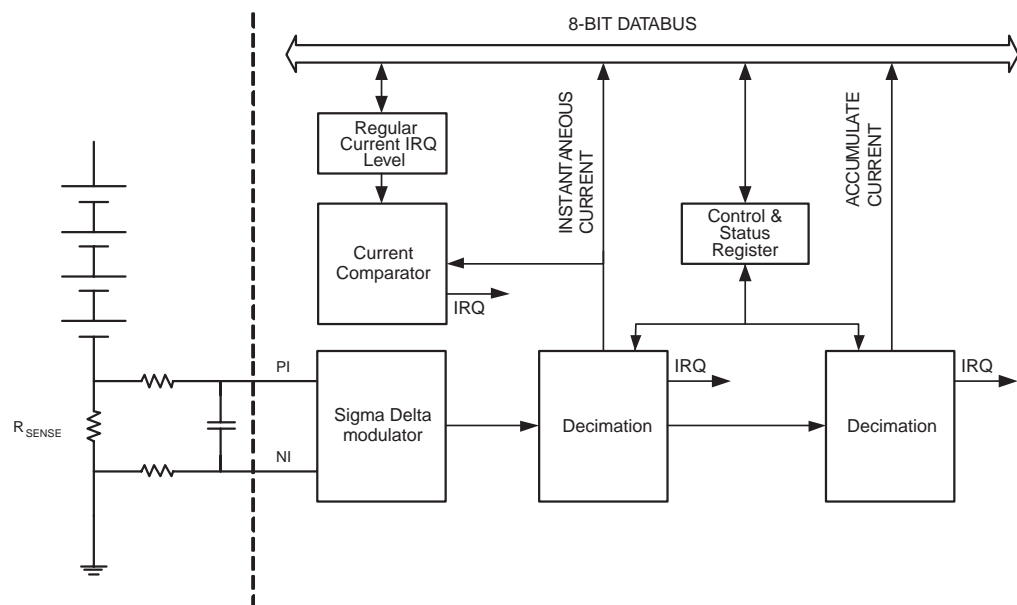 8-BIT DATABUS
Regular
Current IRQ
Level
INSTANTANEOUS
CURRENT
ACCUMULATE
CURRENT
Control &
Status
Register
Current
Comparator
IRQ
PI
IRQ
IRQ
RSENSE
Sigma Delta
modulator
Decimation
Decimation
NI